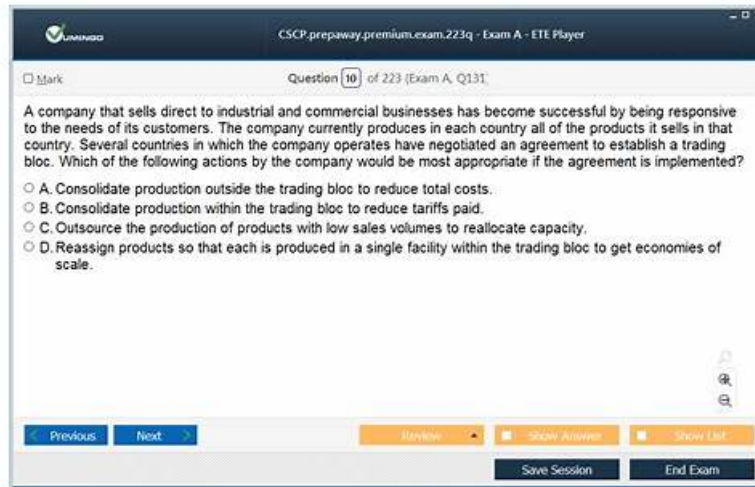 VUMINGO
CSCP.prepaway.premium.exam.223q - Exam A - ETE Player
Mark
Question 10 of 223 (Exam A, Q131)
A company that sells direct to industrial and commercial businesses has become successful by being responsive
to the needs of its customers. The company currently produces in each country all of the products it sells in that
country. Several countries in which the company operates have negotiated an agreement to establish a trading
bloc. Which of the following actions by the company would be most appropriate if the agreement is implemented?
A. Consolidate production outside the trading bloc to reduce total costs.
B. Consolidate production within the trading bloc to reduce tariffs paid.
C. Outsource the production of products with low sales volumes to reallocate capacity.
D. Reassign products so that each is produced in a single facility within the trading bloc to get economies of
scale.
Previous Next Review Show Answer Show List
Save Session End Exam